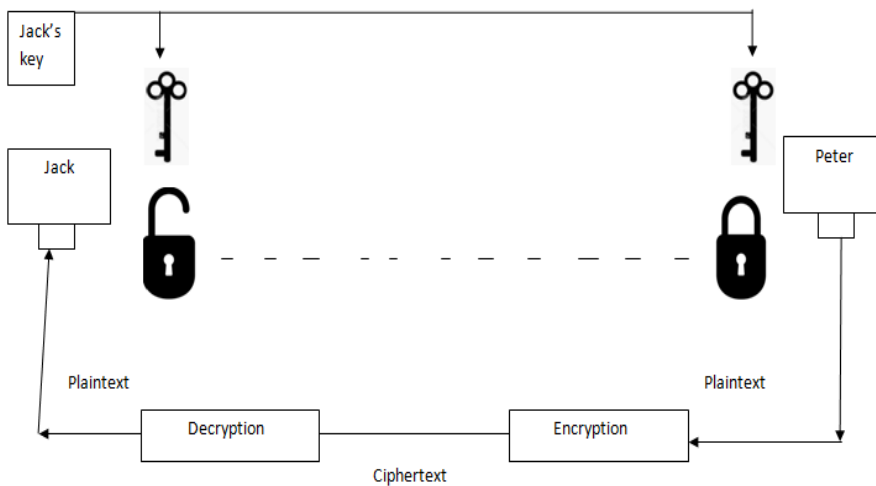 Jack's
key
Jack
Peter
Plaintext
Plaintext
Decryption
Encryption
Ciphertext